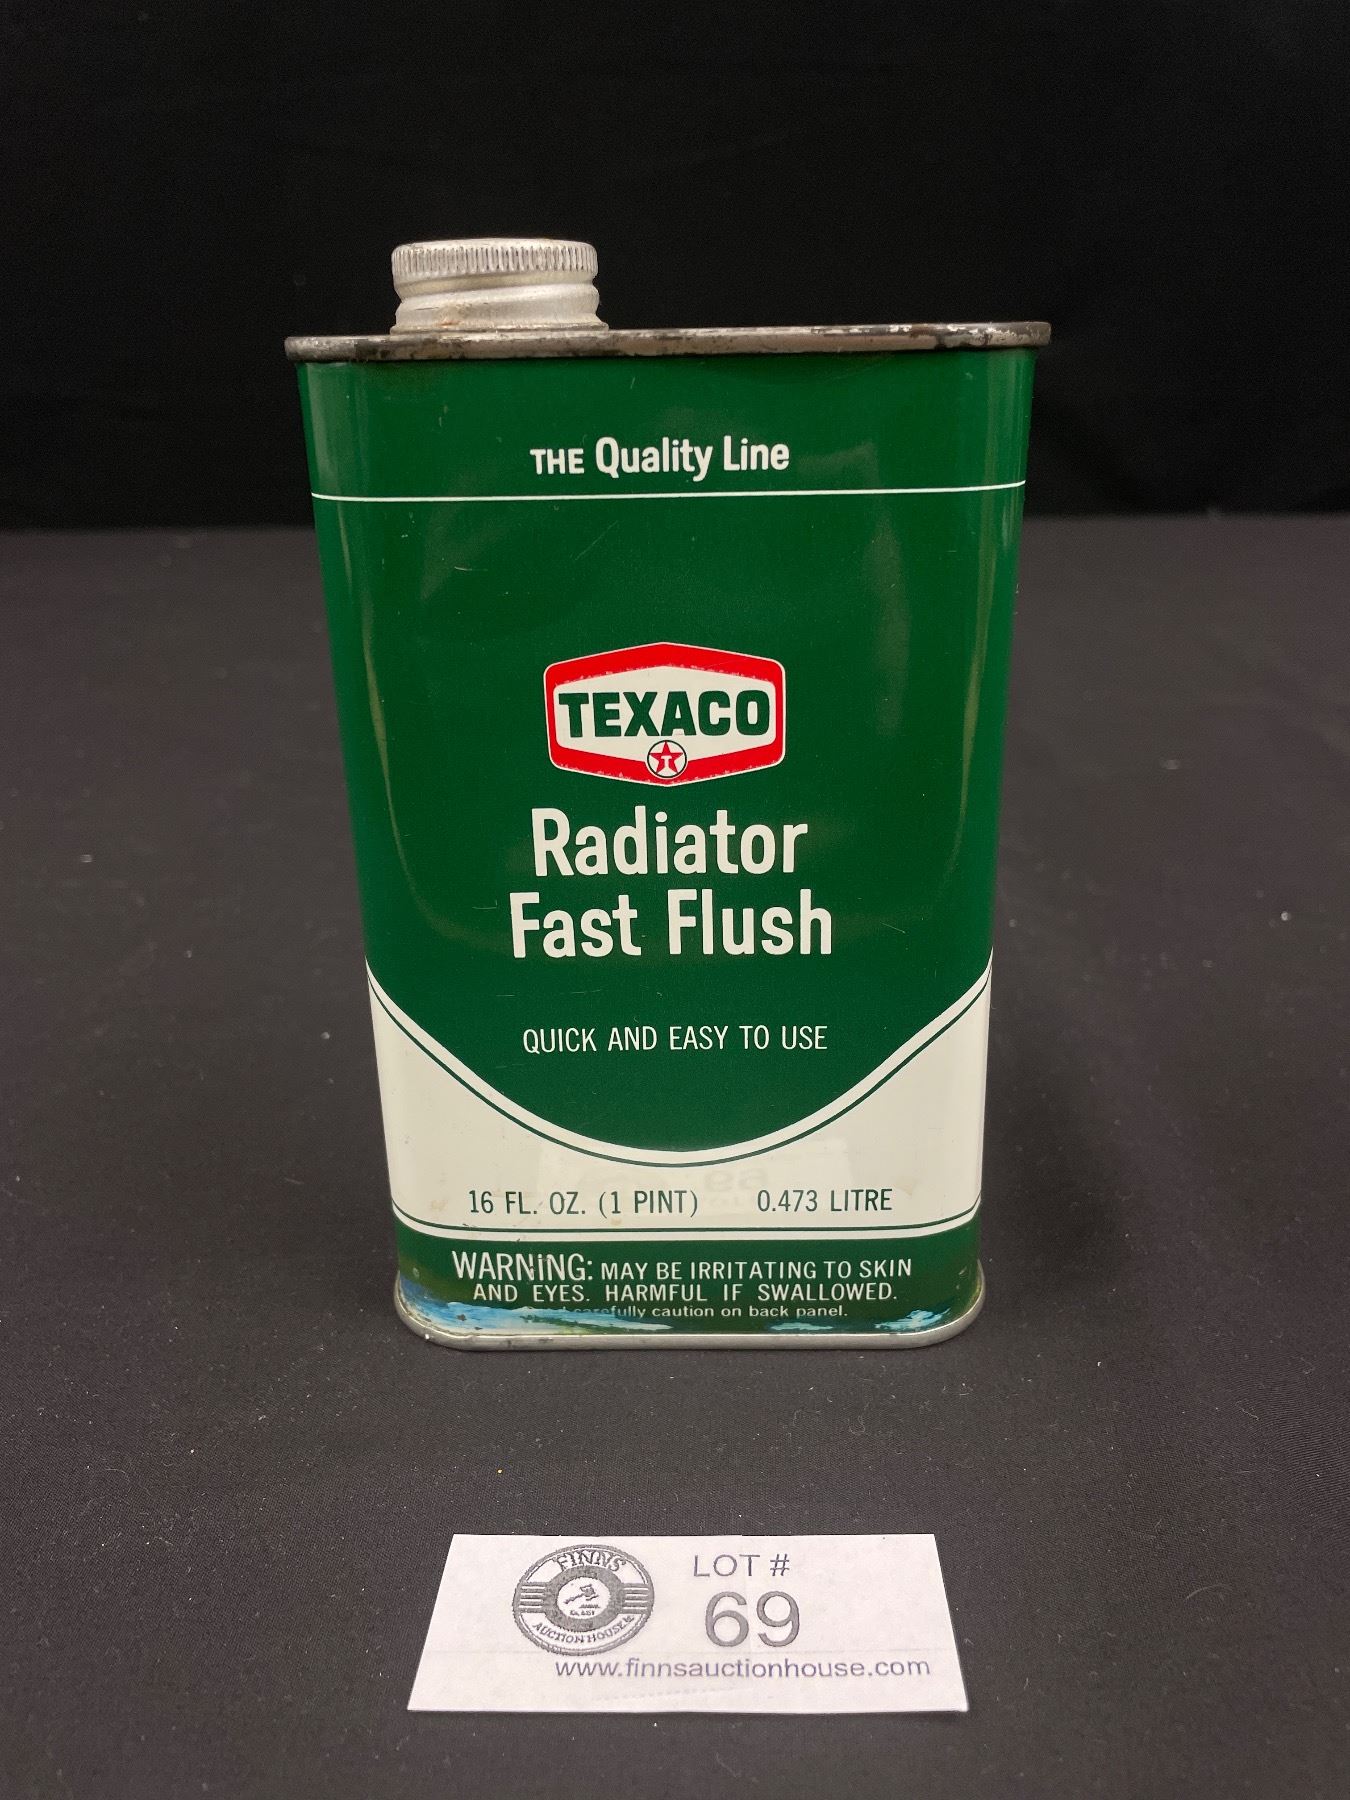 THE Quality Line
TEXACO
T
Radiator
Fast Flush
QUICK AND EASY TO USE
16 FL. OZ. (1 PINT) 0.473 LITRE
WARNING: MAY BE IRRITATING TO SKIN
AND EYES. HARMFUL IF SWALLOWED.
carefully caution on back panel.
FINNS
AUCTION HOUSE
LOT #
69
www.finnsauctionhouse.com